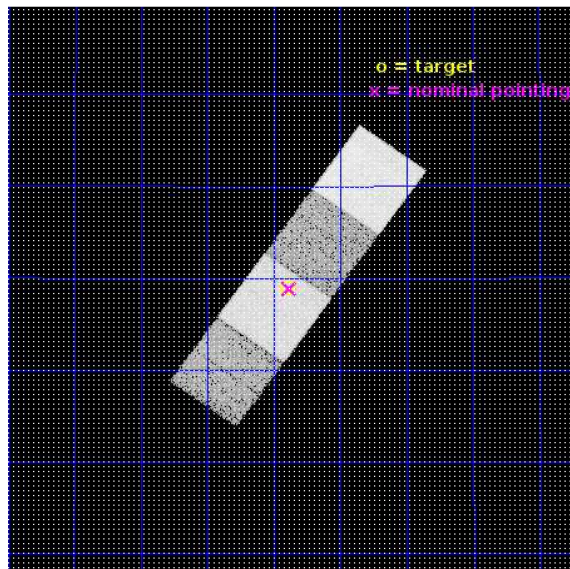 o = target
x = nominal pointing